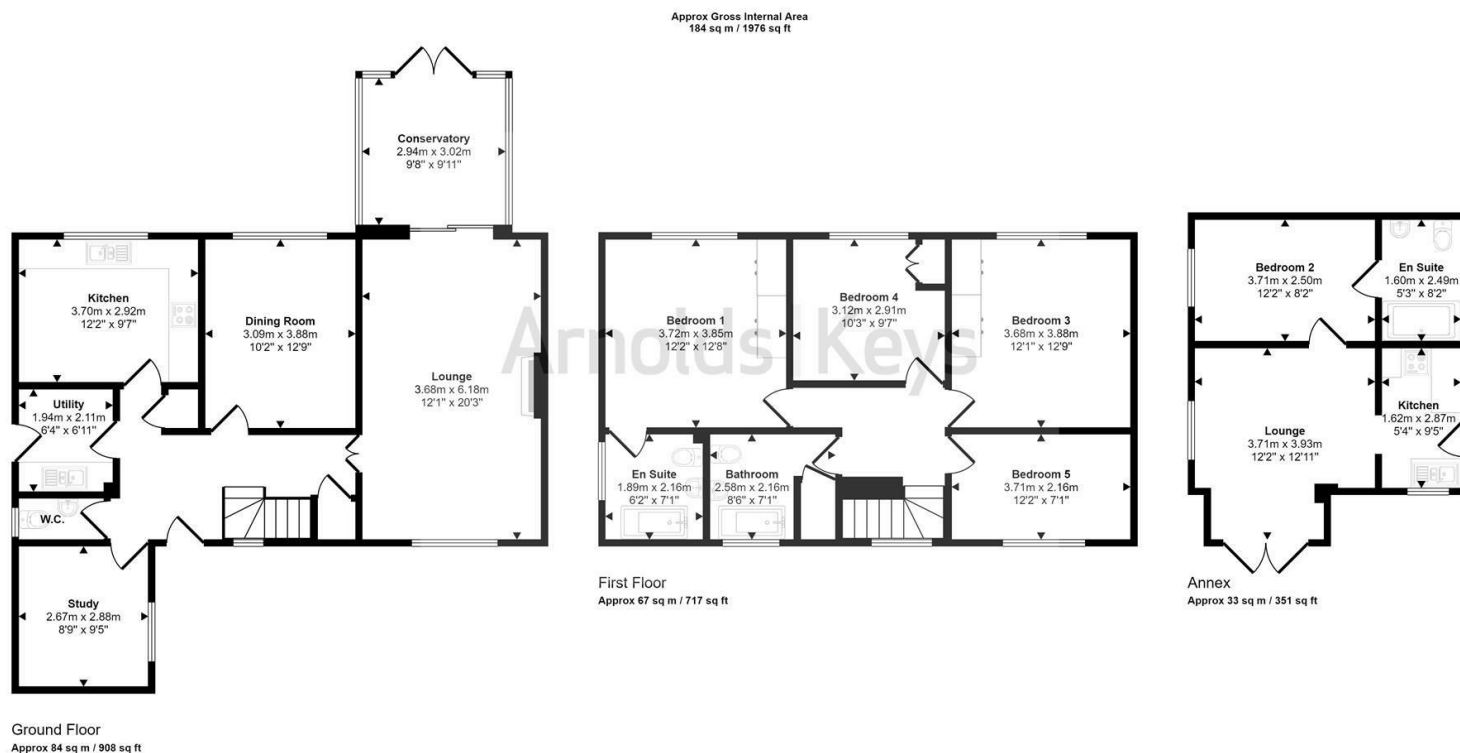 Approx Gross Internal Area
184 sq m / 1976 sq ft
Conservatory
2.94m x 3.02m
9'8" x 9'11"
Kitchen
3.70m x 2.92m
12'2" x 9'7"
Dining Room
3.09m x 3.88m
10'2" x 12'9"
Lounge
3.68m x 6.18m
12'1" x 20'3"
Utility
1.94m x 2.11m
6'4" x 6'11"
W.C.
Study
2.67m x 2.88m
8'9" x 9'5"
Ground Floor
Approx 84 sq m / 908 sq ft
Arnolds | Keys
Bedroom 1
3.72m x 3.85m
12'2" x 12'8"
Bedroom 4
3.12m x 2.91m
10'3" x 9'7"
Bedroom 3
3.68m x 3.88m
12'1" x 12'9"
En Suite
1.89m x 2.16m
6'2" x 7'1"
Bathroom
2.58m x 2.16m
8'6" x 7'1"
Bedroom 5
3.71m x 2.16m
12'2" x 7'1"
First Floor
Approx 67 sq m / 717 sq ft
Bedroom 2
3.71m x 2.50m
12'2" x 8'2"
En Suite
1.60m x 2.49m
5'3" x 8'2"
Lounge
3.71m x 3.93m
12'2" x 12'11"
Kitchen
1.62m x 2.87m
5'4" x 9'5"
Annex
Approx 33 sq m / 351 sq ft